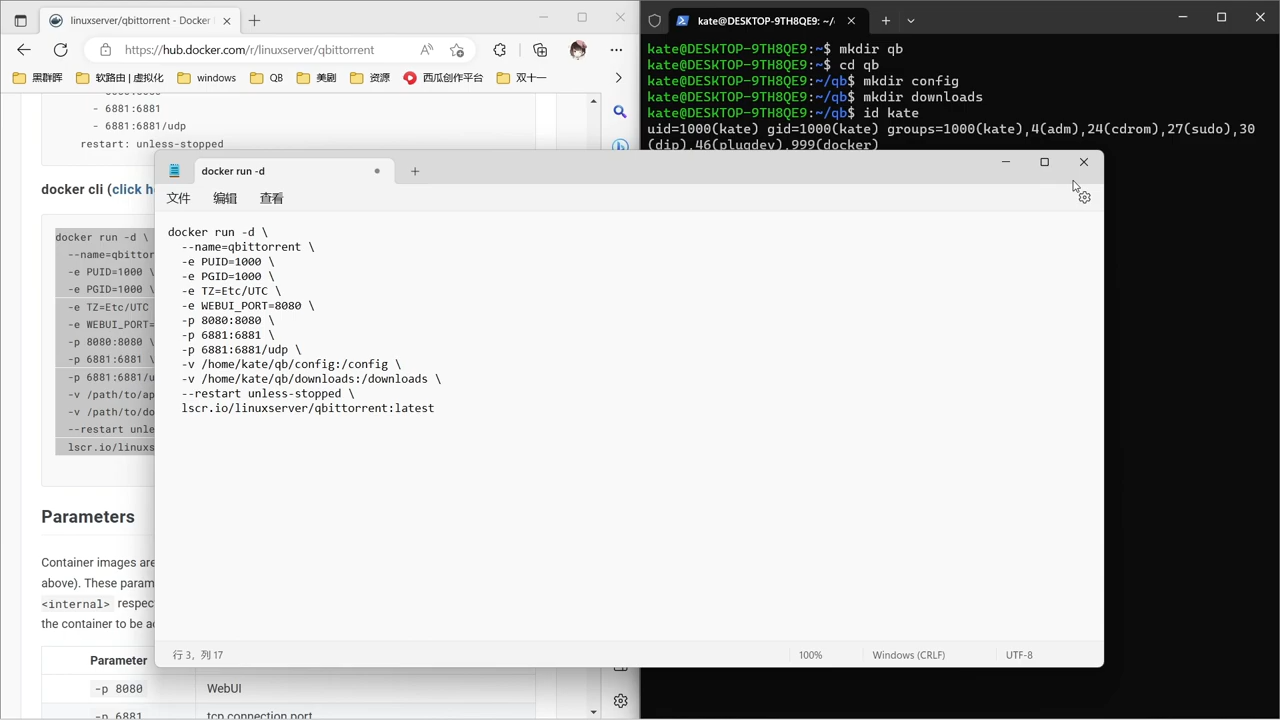 linuxserver/qbittorrent - Docker
https://hub.docker.com/r/linuxserver/qbittorrent
黑群晖
软路由 | 虚拟化
windows
QB
美剧
资源
西瓜创作平台
双十一
- 6881:6881
- 6881:6881/udp
restart: unless-stopped
docker cli (click h
docker run -d \
--name=qbittor
-e PUID=1000 \
-e PGID=1000 \
-e TZ=Etc/UTC
-e WEBUI_PORT=
-p 8080:8080 \
-p 6881:6881 \
-p 6881:6881/u
-v /path/to/ap
-v /path/to/do
--restart unle
lscr.io/linuxs
Parameters
Container images are
above). These param
<internal> respec
the container to be a
Parameter
-p 8080 WebUI
-p 6881 tcp connection port
kate@DESKTOP-9TH8QE9: ~/
kate@DESKTOP-9TH8QE9:~$ mkdir qb
kate@DESKTOP-9TH8QE9:~$ cd qb
kate@DESKTOP-9TH8QE9:~/qb$ mkdir config
kate@DESKTOP-9TH8QE9:~/qb$ mkdir downloads
kate@DESKTOP-9TH8QE9:~/qb$ id kate
uid=1000(kate) gid=1000(kate) groups=1000(kate),4(adm),24(cdrom),27(sudo),30
(dip),46(plugdev),999(docker)
docker run -d
文件 编辑 查看
docker run -d \
--name=qbittorrent \
-e PUID=1000 \
-e PGID=1000 \
-e TZ=Etc/UTC \
-e WEBUI_PORT=8080 \
-p 8080:8080 \
-p 6881:6881 \
-p 6881:6881/udp \
-v /home/kate/qb/config:/config \
-v /home/kate/qb/downloads:/downloads \
--restart unless-stopped \
lscr.io/linuxserver/qbittorrent:latest
行 3，列 17
100%
Windows (CRLF)
UTF-8